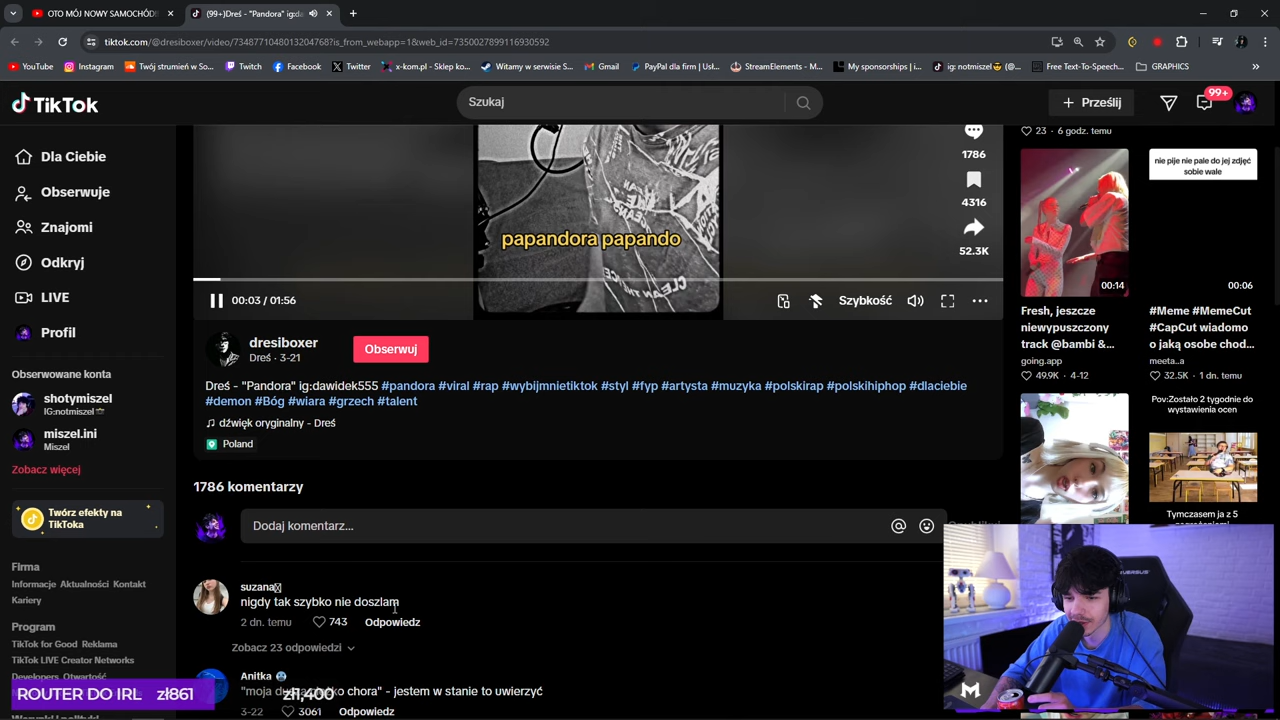 OTO MÓJ NOWY SAMOCHÓD
(99+)Dreś - "Pandora" ig:d
tiktok.com/@dresiboxer/video/7348771048013204768?is_from_webapp=1&web_id=7350027899116930592
YouTube
Instagram
Twój strumień w So...
Twitch
Facebook
Twitter
x-kom.pl - Sklep ko...
Witamy w serwisie S...
Gmail
PayPal dla firm | Usł...
StreamElements - M...
My sponsorships | ...
ig: notmiszel😎 (@...
Free Text-To-Speech...
GRAPHICS
TikTok
Szukaj
Prześlij
99+
Dla Ciebie
Obserwuje
Znajomi
Odkryj
LIVE
Profil
Obserwowane konta
shotymiszel
IG:notmiszel
miszel.ini
Miszel
Zobacz więcej
Twórz efekty na
TikToka
Firma
Informacje Aktualności Kontakt
Kariery
Program
TikTok for Good Reklama
TikTok LIVE Creator Networks
Developers Otwartość
ROUTER DO IRL zł861
zł1,400
papandora papando
1786
4316
52.3K
00:03 / 01:56
Szybkość
dresiboxer
Dreś · 3-21
Obserwuj
Dreś - "Pandora" ig:dawidek555 #pandora #viral #rap #wybijmnietiktok #styl #fyp #artysta #muzyka #polskirap #polskihiphop #dlaciebie
#demon #Bóg #wiara #grzech #talent
dźwięk oryginalny - Dreś
Poland
1786 komentarzy
Dodaj komentarz...
suzana
nigdy tak szybko nie doszlam
2 dn. temu
743
Odpowiedz
Zobacz 23 odpowiedzi
Anitka
chora" - jestem w stanie to uwierzyć
3-22
3061
Odpowiedz
23 · 6 godz. temu
00:14
Fresh, jeszcze
niewypuszczony
track @bambi &...
going.app
49.9K · 4-12
nie pije nie pale do jej zdjęć
sobie wale
00:06
#Meme #MemeCut
#CapCut wiadomo
o jaką osobe chod...
meeta..a
32.5K · 1 dn. temu
Pov:Zostało 2 tygodnie do
wystawienia ocen
Tymczasem ja z 5
VERSUS
M